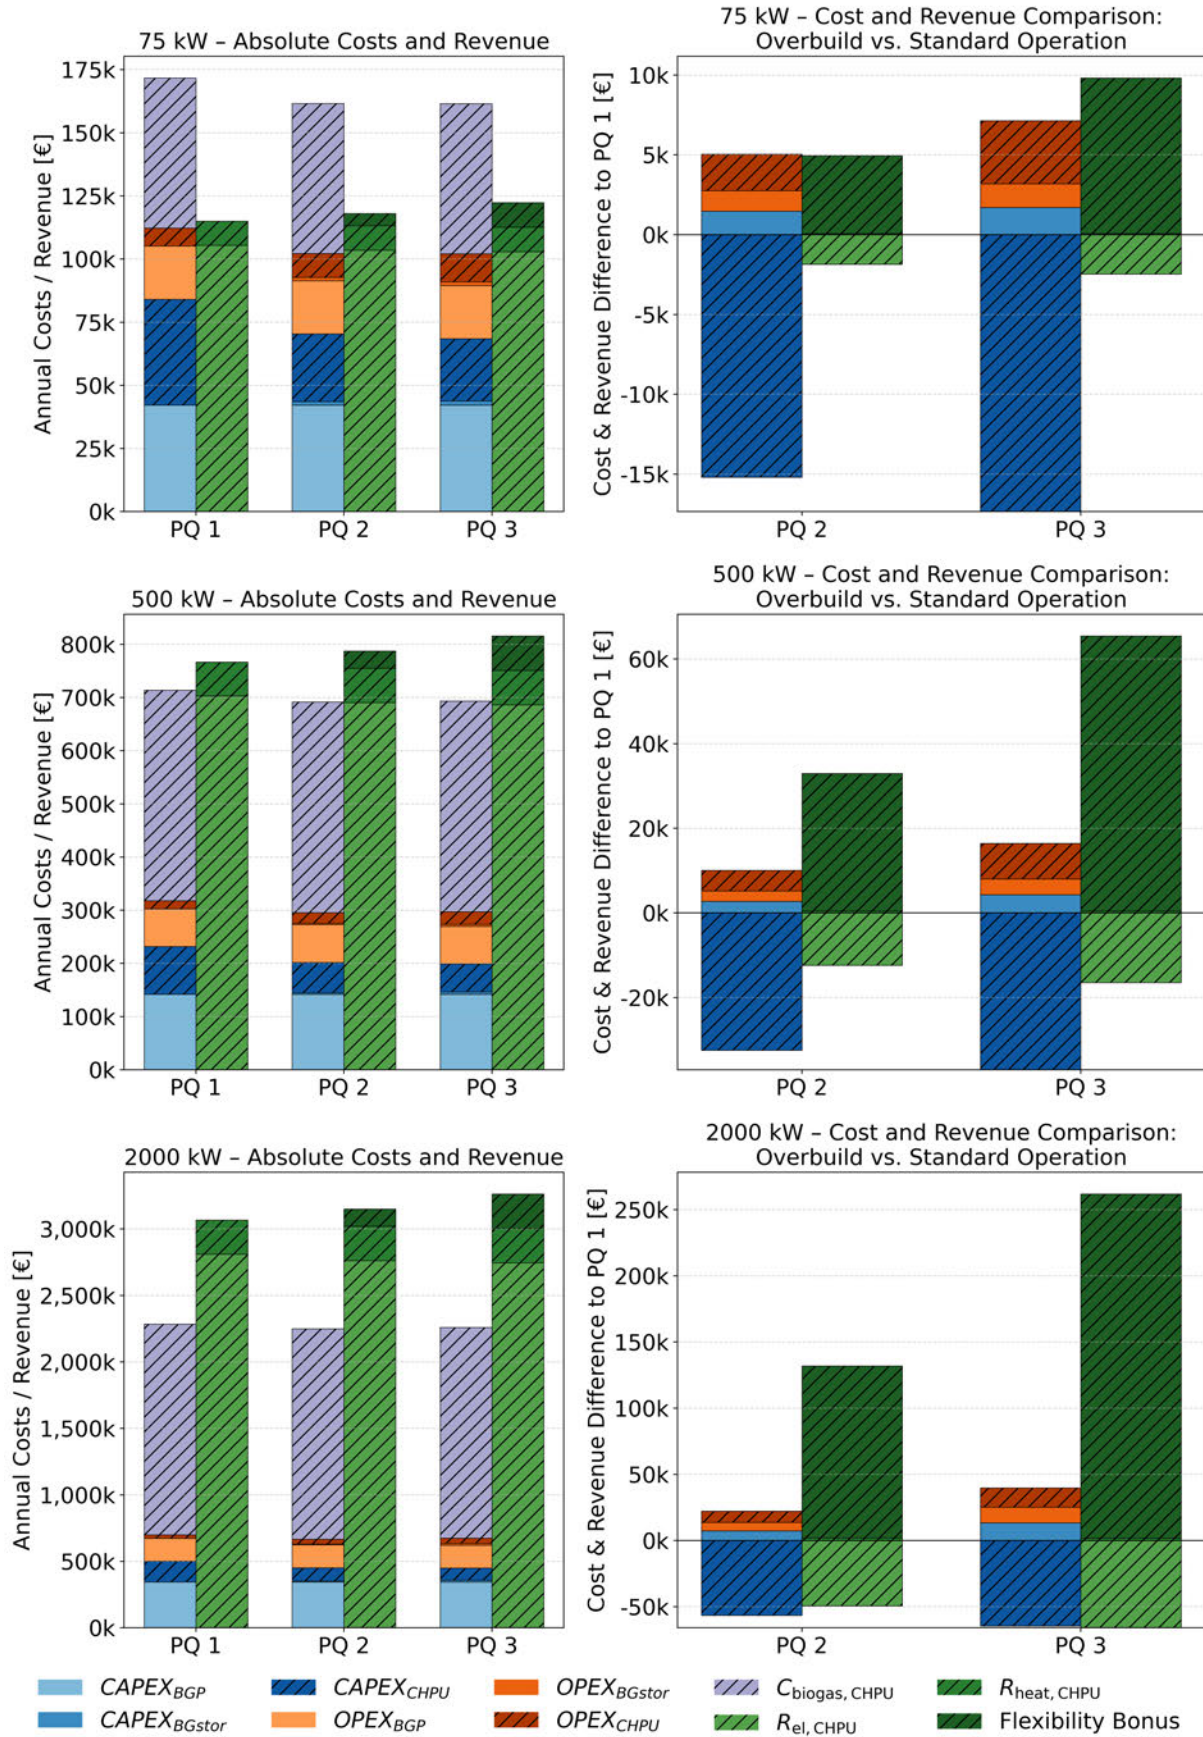 75 kW – Absolute Costs and Revenue
Annual Costs / Revenue [€]
175k
150k
125k
100k
75k
50k
25k
0k
PQ 1
PQ 2
PQ 3
75 kW – Cost and Revenue Comparison:
Overbuild vs. Standard Operation
Cost & Revenue Difference to PQ 1 [€]
10k
5k
0k
-5k
-10k
-15k
PQ 2
PQ 3
500 kW – Absolute Costs and Revenue
Annual Costs / Revenue [€]
800k
700k
600k
500k
400k
300k
200k
100k
0k
PQ 1
PQ 2
PQ 3
500 kW – Cost and Revenue Comparison:
Overbuild vs. Standard Operation
Cost & Revenue Difference to PQ 1 [€]
60k
40k
20k
0k
-20k
PQ 2
PQ 3
2000 kW – Absolute Costs and Revenue
Annual Costs / Revenue [€]
3,000k
2,500k
2,000k
1,500k
1,000k
500k
0k
PQ 1
PQ 2
PQ 3
2000 kW – Cost and Revenue Comparison:
Overbuild vs. Standard Operation
Cost & Revenue Difference to PQ 1 [€]
250k
200k
150k
100k
50k
0k
-50k
PQ 2
PQ 3
CAPEX_BGP
CAPEX_BGstor
CAPEX_CHPU
OPEX_BGP
OPEX_BGstor
OPEX_CHPU
C_biogas, CHPU
R_el, CHPU
R_heat, CHPU
Flexibility Bonus